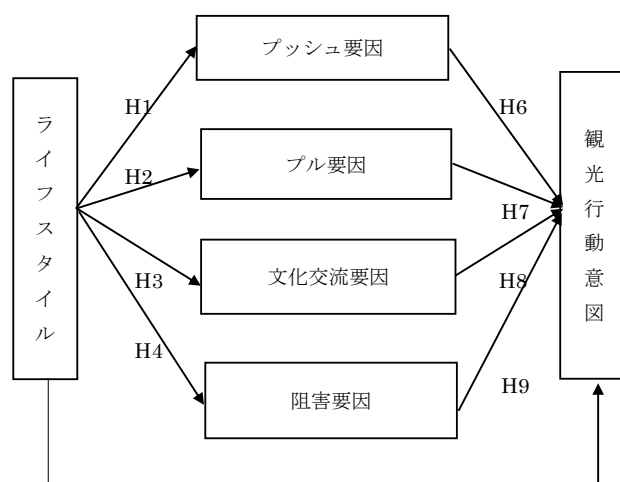 プッシュ要因
H1
H6
ライフスタイル
プル要因
観光行動意図
H2
H7
文化交流要因
H3
H8
H4
阻害要因
H9